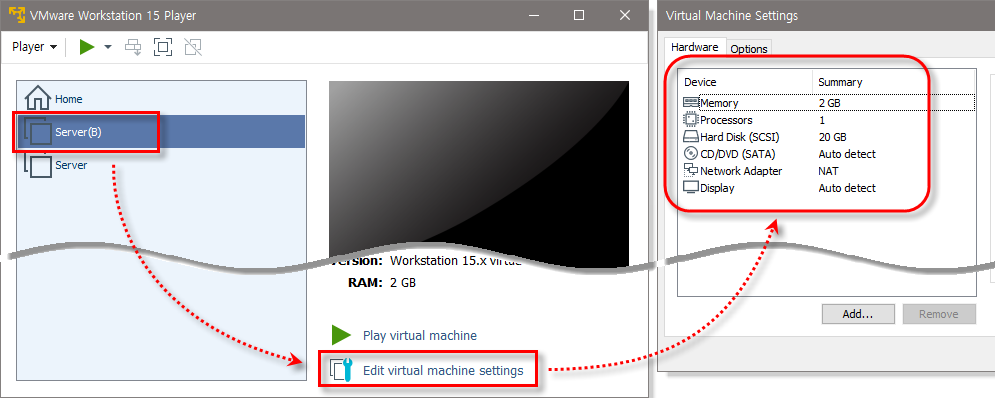 VMware Workstation 15 Player
Player
Home
Server(B)
Server
Version: Workstation 15.x
RAM: 2 GB
Play virtual machine
Edit virtual machine settings
Virtual Machine Settings
Hardware Options
Device Summary
Memory 2 GB
Processors 1
Hard Disk (SCSI) 20 GB
CD/DVD (SATA) Auto detect
Network Adapter NAT
Display Auto detect
Add... Remove